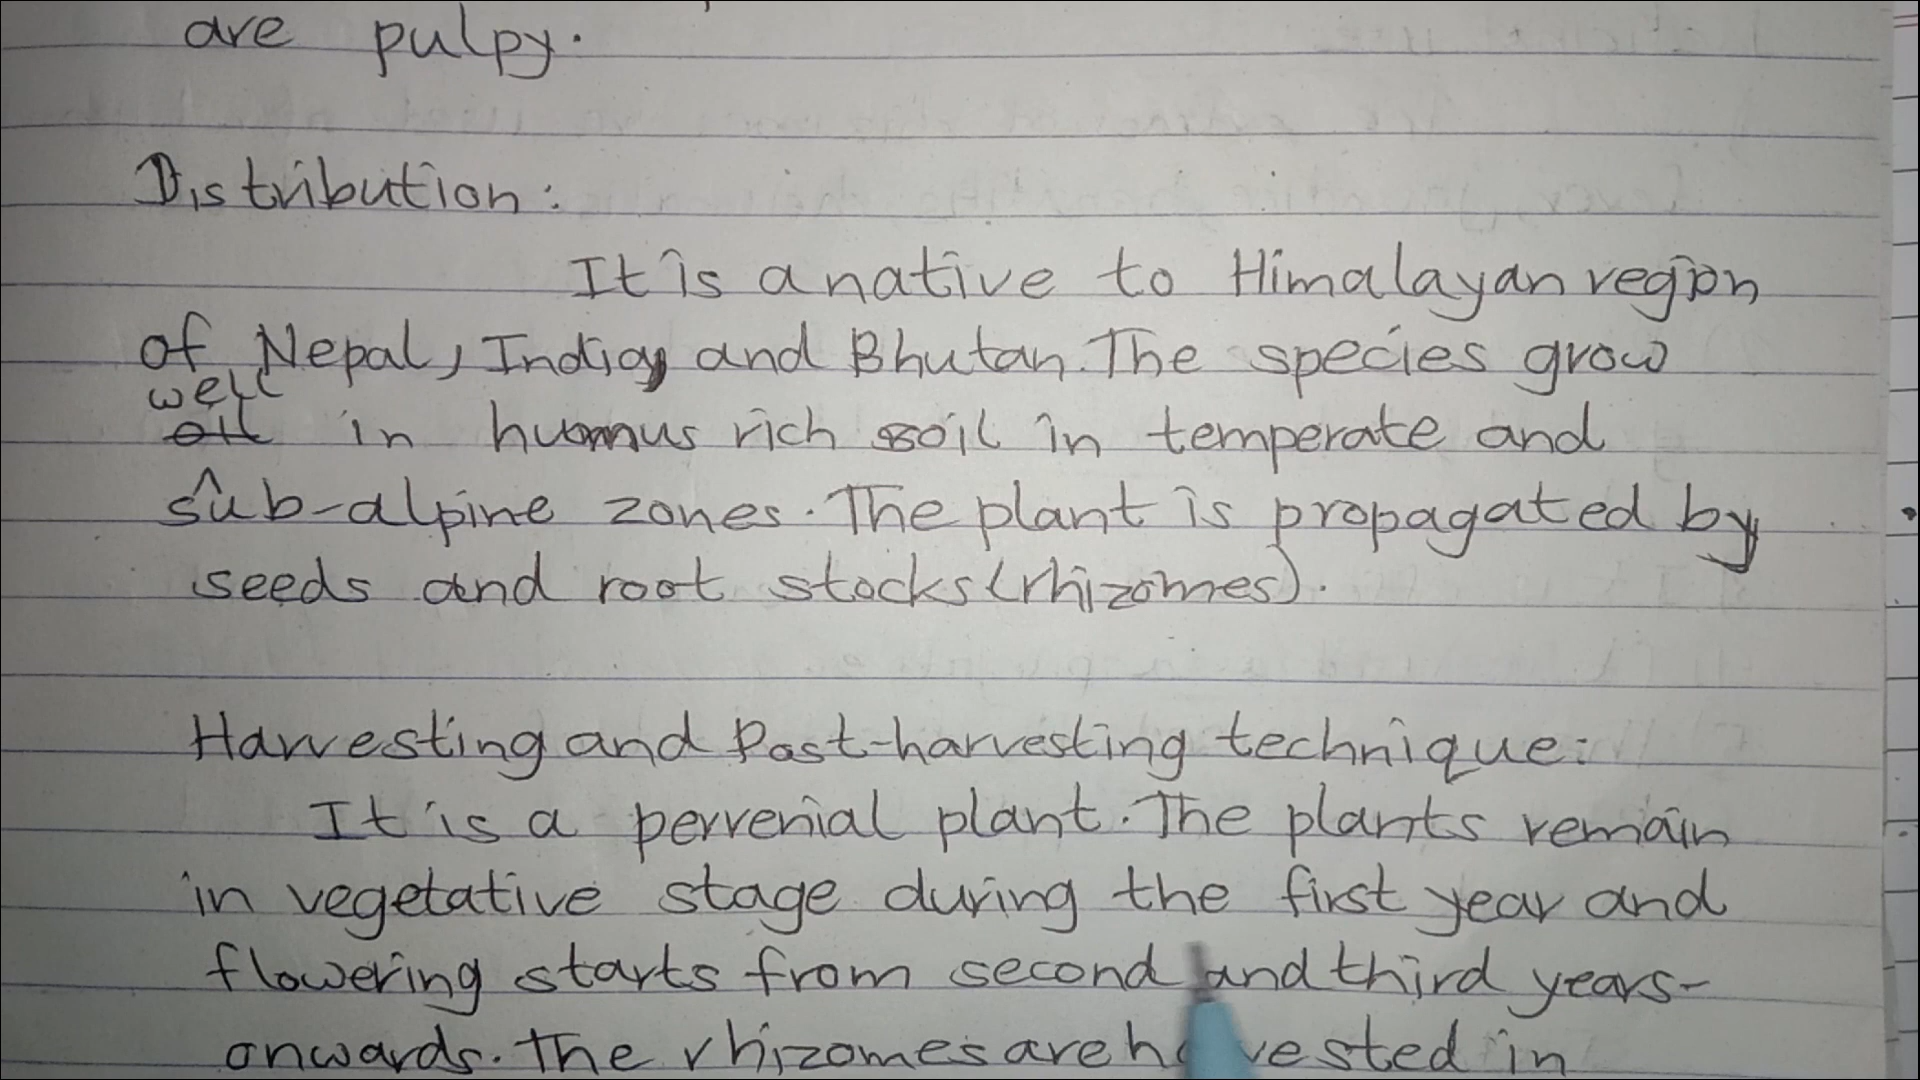 are pulpy.
Distribution:
It is a native to Himalayan region
of Nepal, India, and Bhutan. The species grow
well
in humus rich soil in temperate and
sub-alpine zones. The plant is propagated by
seeds and root stocks (rhizomes).
Harvesting and Post-harvesting technique:
It is a perrenial plant. The plants remain
in vegetative stage during the first year and
flowering starts from second and third years-
onwards. The rhizomes are in